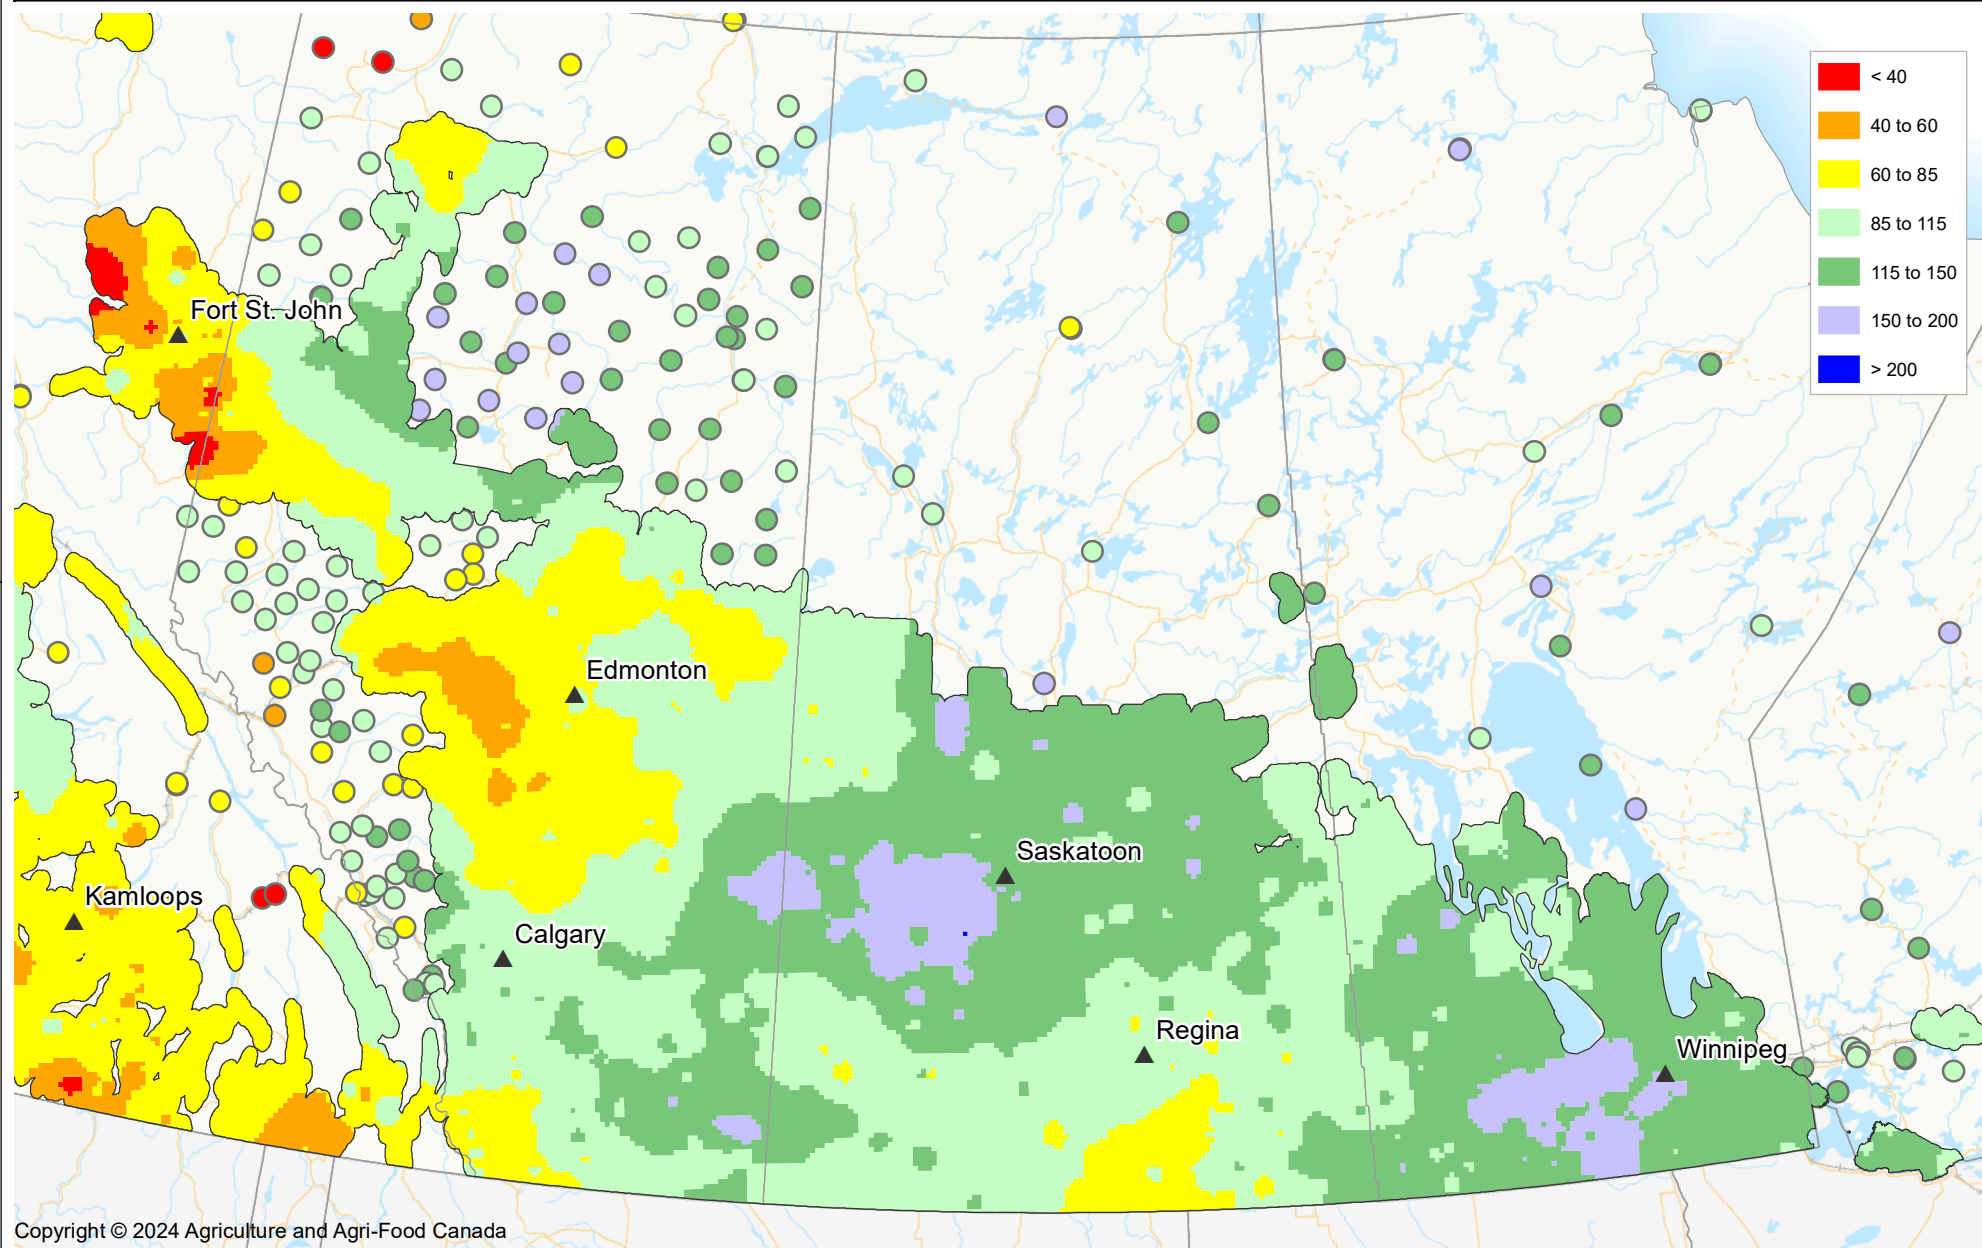 < 40
40 to 60
60 to 85
85 to 115
115 to 150
150 to 200
> 200
Fort St. John
Edmonton
Saskatoon
Kamloops
Calgary
Regina
Winnipeg
Copyright © 2024 Agriculture and Agri-Food Canada